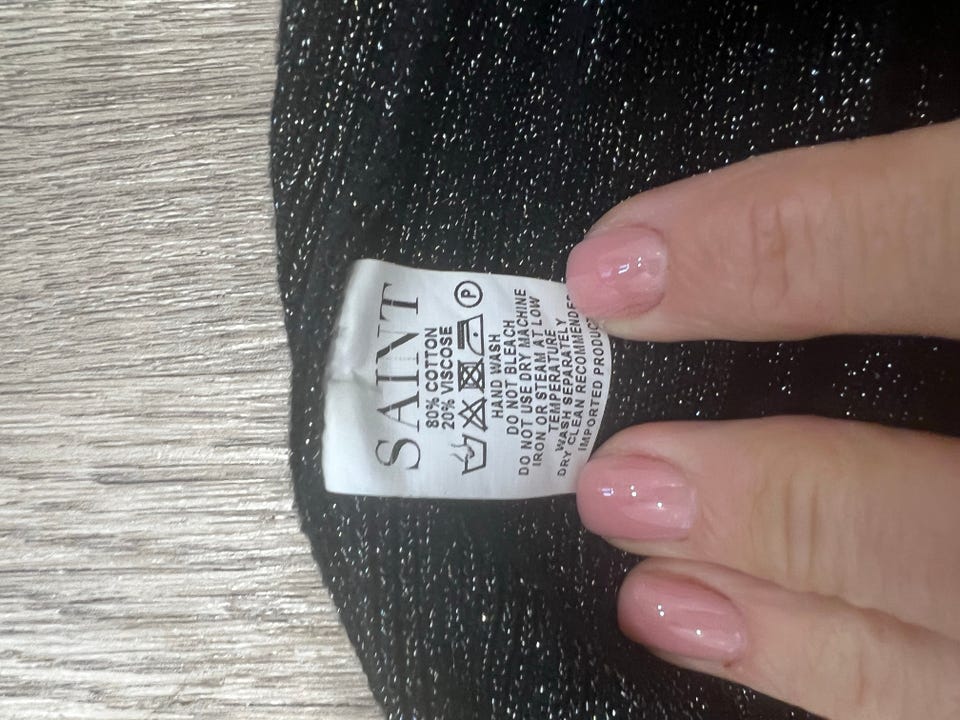 SAINT
80% COTTON
20% VISCOSE
P
HAND WASH
DO NOT BLEACH
DO NOT USE DRY MACHINE
IRON OR STEAM AT LOW
TEMPERATURE
WASH SEPARATELY
DRY CLEAN RECOMMENDED
IMPORTED PRODUCT